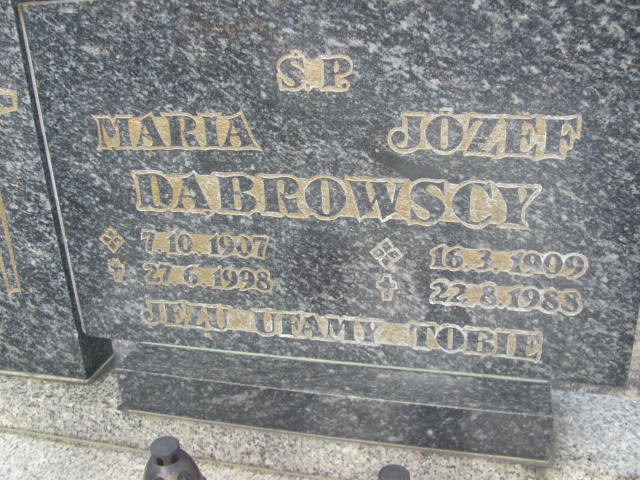 Ś.P.
MARIA JÓZEF
DĄBROWSCY
7.10.1907 16.3.1909
27.6.1998 22.8.1988
JEZU UFAMY TOBIE